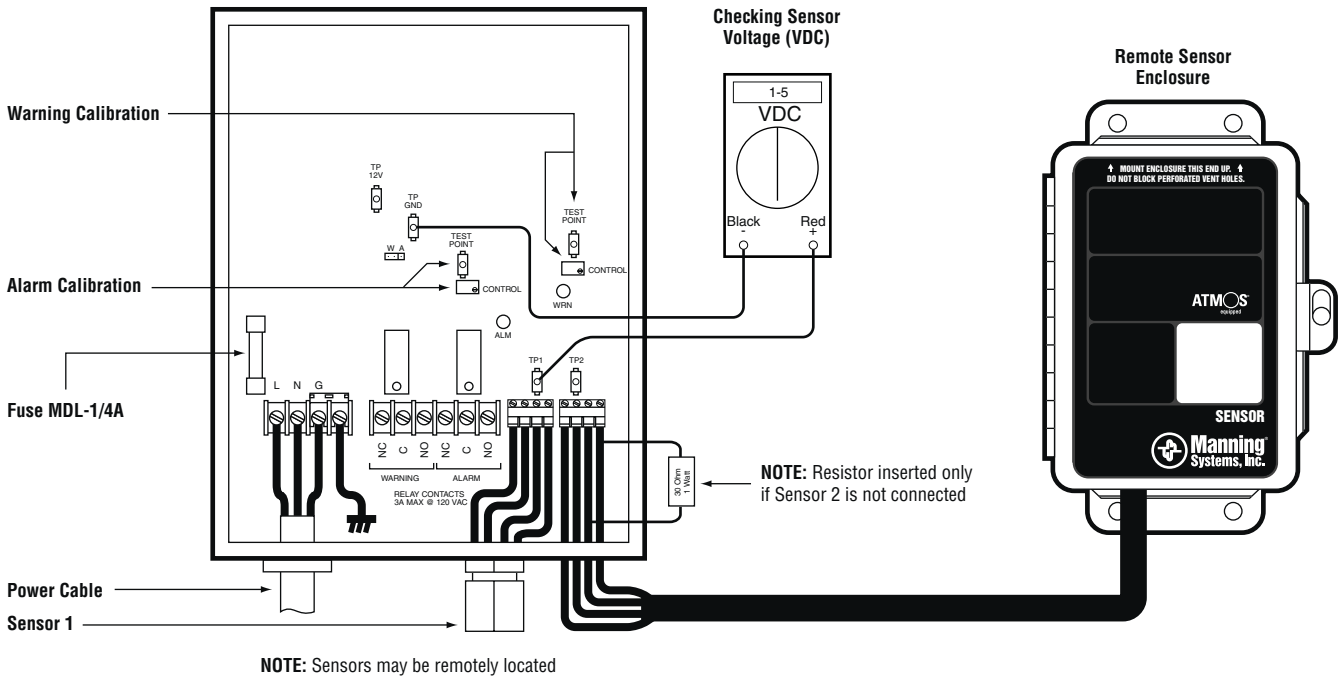 Checking Sensor
Voltage (VDC)
1-5
VDC
Black
-
Red
+
Remote Sensor
Enclosure
MOUNT ENCLOSURE THIS END UP.
DO NOT BLOCK PERFORATED VENT HOLES.
ATMOS®
equipped
SENSOR
Manning®
Systems, Inc.
Warning Calibration
TP
12V
TP
GND
TEST
POINT
TEST
POINT
W A
CONTROL
CONTROL
WRN
ALM
Alarm Calibration
TP1
TP2
Fuse MDL-1/4A
L N G
NC
C
NO
NC
C
NO
WARNING
ALARM
RELAY CONTACTS
3A MAX @ 120 VAC
30 Ohm
1 Watt
NOTE: Resistor inserted only
if Sensor 2 is not connected
Power Cable
Sensor 1
NOTE: Sensors may be remotely located